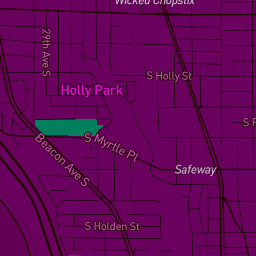 Wicked Chopstix
29th Ave S
S Holly St
Holly Park
S P
S Myrtle Pl
Beacon Ave S
Safeway
S Holden St